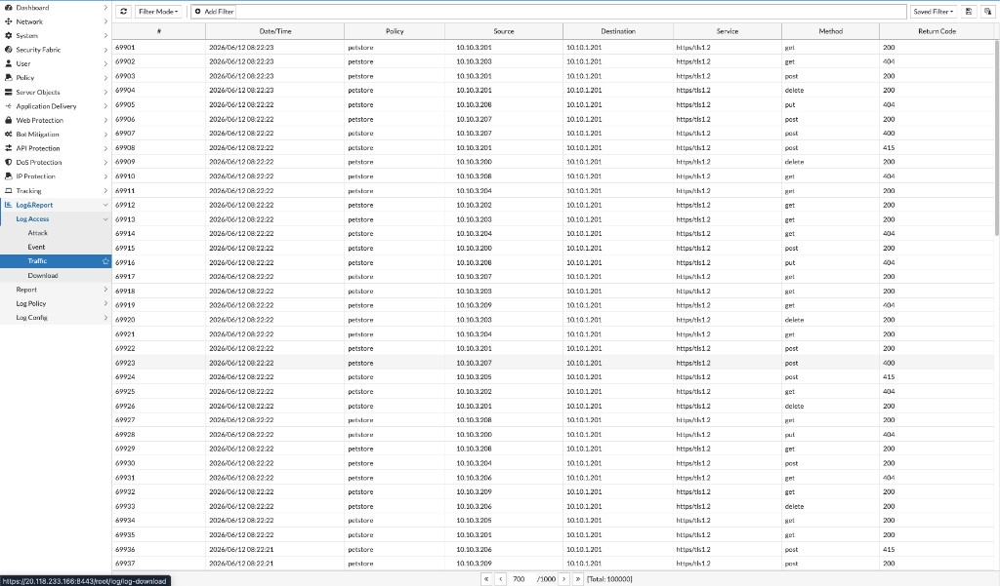 Dashboard
Network
System
Security Fabric
User
Policy
Server Objects
Application Delivery
Web Protection
Bot Mitigation
API Protection
DoS Protection
IP Protection
Tracking
Log&Report
Log Access
Attack
Event
Traffic
Download
Report
Log Policy
Log Config
Filter Mode Add Filter Saved Filter
# Date/Time Policy Source Destination Service Method Return Code
69901 2026/06/12 08:22:23 petstore 10.10.3.201 10.10.1.201 https/tls1.2 get 200
69902 2026/06/12 08:22:23 petstore 10.10.3.203 10.10.1.201 https/tls1.2 get 404
69903 2026/06/12 08:22:23 petstore 10.10.3.201 10.10.1.201 https/tls1.2 post 200
69904 2026/06/12 08:22:23 petstore 10.10.3.201 10.10.1.201 https/tls1.2 delete 200
69905 2026/06/12 08:22:22 petstore 10.10.3.208 10.10.1.201 https/tls1.2 put 404
69906 2026/06/12 08:22:22 petstore 10.10.3.207 10.10.1.201 https/tls1.2 post 200
69907 2026/06/12 08:22:22 petstore 10.10.3.207 10.10.1.201 https/tls1.2 post 400
69908 2026/06/12 08:22:22 petstore 10.10.3.201 10.10.1.201 https/tls1.2 post 415
69909 2026/06/12 08:22:22 petstore 10.10.3.200 10.10.1.201 https/tls1.2 delete 200
69910 2026/06/12 08:22:22 petstore 10.10.3.208 10.10.1.201 https/tls1.2 get 404
69911 2026/06/12 08:22:22 petstore 10.10.3.204 10.10.1.201 https/tls1.2 get 200
69912 2026/06/12 08:22:22 petstore 10.10.3.202 10.10.1.201 https/tls1.2 get 200
69913 2026/06/12 08:22:22 petstore 10.10.3.203 10.10.1.201 https/tls1.2 get 200
69914 2026/06/12 08:22:22 petstore 10.10.3.204 10.10.1.201 https/tls1.2 get 404
69915 2026/06/12 08:22:22 petstore 10.10.3.200 10.10.1.201 https/tls1.2 post 200
69916 2026/06/12 08:22:22 petstore 10.10.3.208 10.10.1.201 https/tls1.2 put 404
69917 2026/06/12 08:22:22 petstore 10.10.3.207 10.10.1.201 https/tls1.2 get 200
69918 2026/06/12 08:22:22 petstore 10.10.3.203 10.10.1.201 https/tls1.2 get 200
69919 2026/06/12 08:22:22 petstore 10.10.3.209 10.10.1.201 https/tls1.2 get 404
69920 2026/06/12 08:22:22 petstore 10.10.3.203 10.10.1.201 https/tls1.2 delete 200
69921 2026/06/12 08:22:22 petstore 10.10.3.204 10.10.1.201 https/tls1.2 get 200
69922 2026/06/12 08:22:22 petstore 10.10.3.201 10.10.1.201 https/tls1.2 post 200
69923 2026/06/12 08:22:22 petstore 10.10.3.207 10.10.1.201 https/tls1.2 post 400
69924 2026/06/12 08:22:22 petstore 10.10.3.205 10.10.1.201 https/tls1.2 post 415
69925 2026/06/12 08:22:22 petstore 10.10.3.202 10.10.1.201 https/tls1.2 get 404
69926 2026/06/12 08:22:22 petstore 10.10.3.201 10.10.1.201 https/tls1.2 delete 200
69927 2026/06/12 08:22:22 petstore 10.10.3.208 10.10.1.201 https/tls1.2 get 200
69928 2026/06/12 08:22:22 petstore 10.10.3.200 10.10.1.201 https/tls1.2 put 404
69929 2026/06/12 08:22:22 petstore 10.10.3.208 10.10.1.201 https/tls1.2 get 200
69930 2026/06/12 08:22:22 petstore 10.10.3.204 10.10.1.201 https/tls1.2 post 200
69931 2026/06/12 08:22:22 petstore 10.10.3.206 10.10.1.201 https/tls1.2 get 404
69932 2026/06/12 08:22:22 petstore 10.10.3.209 10.10.1.201 https/tls1.2 get 200
69933 2026/06/12 08:22:22 petstore 10.10.3.206 10.10.1.201 https/tls1.2 delete 200
69934 2026/06/12 08:22:22 petstore 10.10.3.205 10.10.1.201 https/tls1.2 get 200
69935 2026/06/12 08:22:22 petstore 10.10.3.201 10.10.1.201 https/tls1.2 get 200
69936 2026/06/12 08:22:21 petstore 10.10.3.206 10.10.1.201 https/tls1.2 post 415
69937 2026/06/12 08:22:21 petstore 10.10.3.209 10.10.1.201 https/tls1.2 post 200
700 /1000 [Total: 100000]
https://20.118.233.166:8443/root/log/log-download